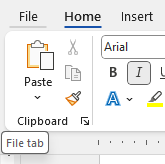 File Home Insert
Arial
Paste
B I
A
Clipboard
File tab